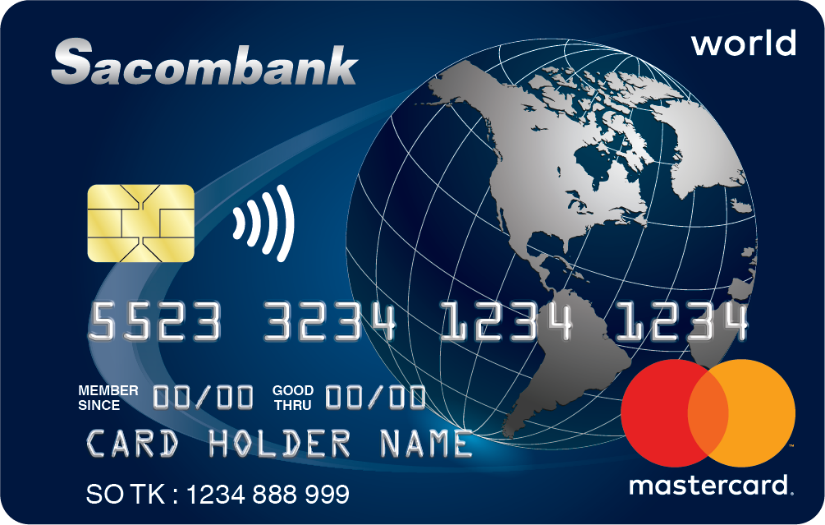 Sacombank
world
5523 3234 1234 1234
MEMBER SINCE 00/00 GOOD THRU 00/00
CARD HOLDER NAME
SO TK : 1234 888 999
mastercard.